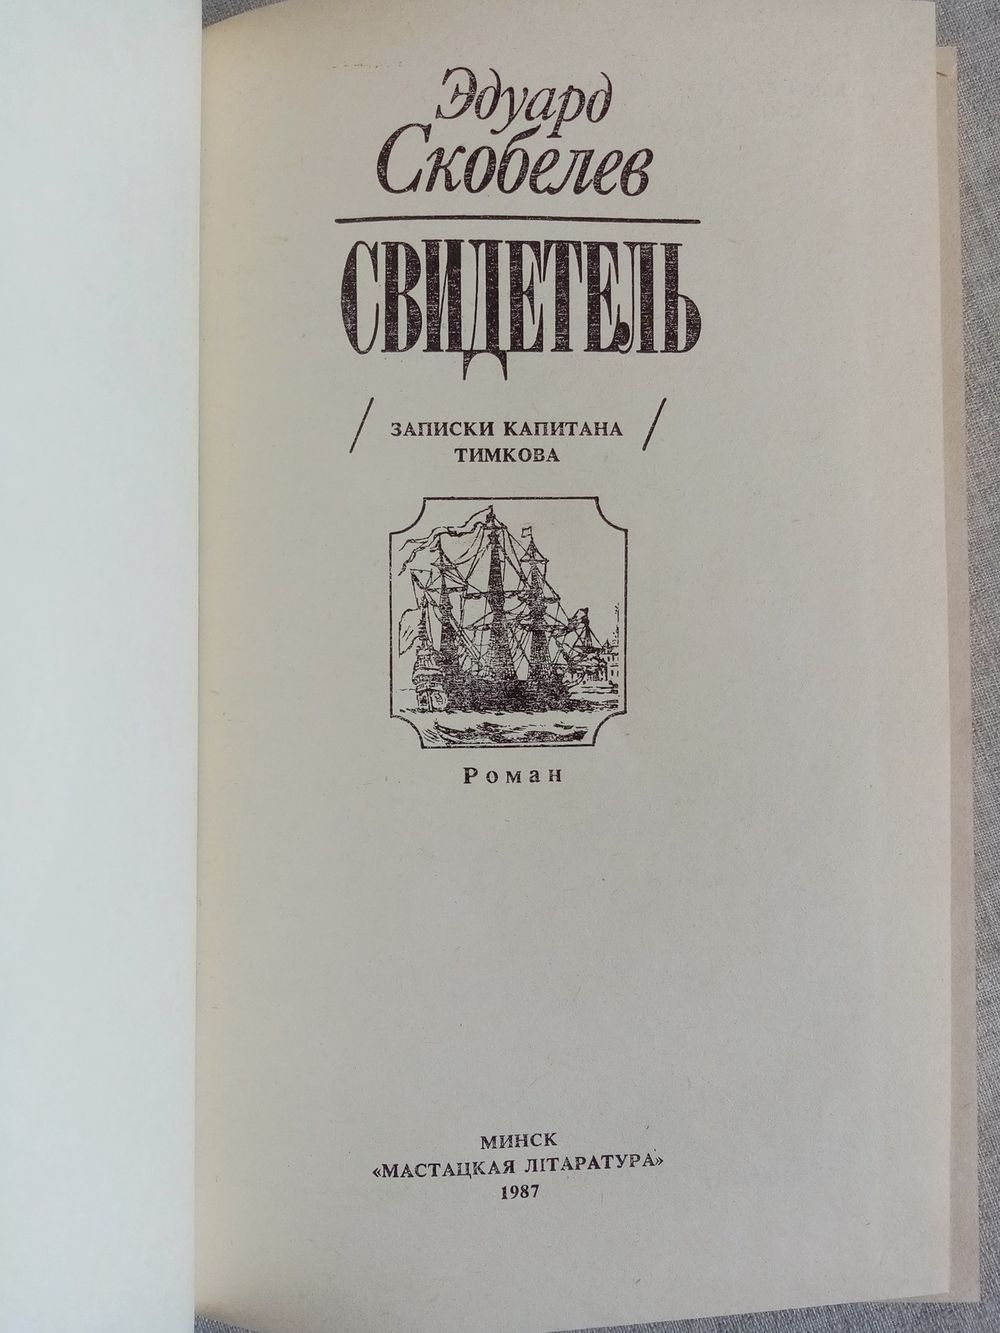 Эдуард
Скобелев
СВИДЕТЕЛЬ
/ ЗАПИСКИ КАПИТАНА /
ТИМКОВА
Роман
МИНСК
«МАСТАЦКАЯ ЛІТАРАТУРА»
1987